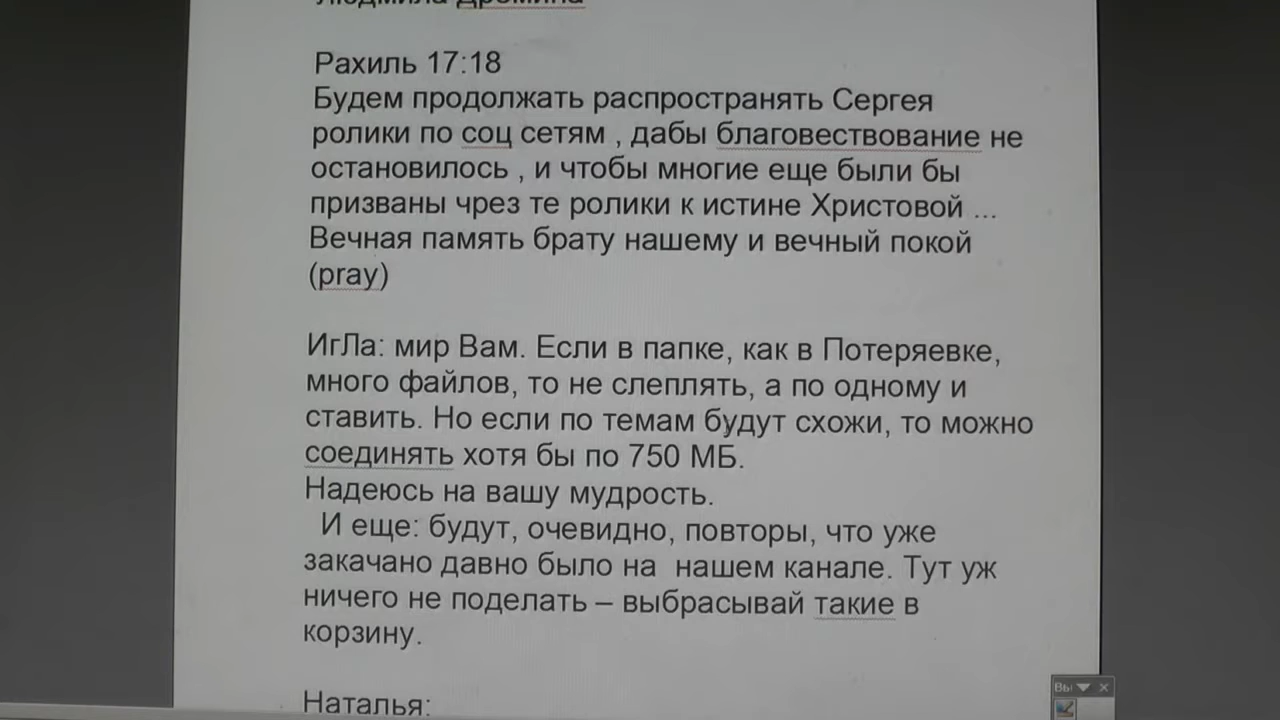 Людмила Дремина
Рахиль 17:18
Будем продолжать распространять Сергея
ролики по соц сетям , дабы благовествование не
остановилось , и чтобы многие еще были бы
призваны чрез те ролики к истине Христовой ...
Вечная память брату нашему и вечный покой
(pray)
ИгЛа: мир Вам. Если в папке, как в Потеряевке,
много файлов, то не слеплять, а по одному и
ставить. Но если по темам будут схожи, то можно
соединять хотя бы по 750 МБ.
Надеюсь на вашу мудрость.
И еще: будут, очевидно, повторы, что уже
закачано давно было на нашем канале. Тут уж
ничего не поделать – выбрасывай такие в
корзину.
Наталья: